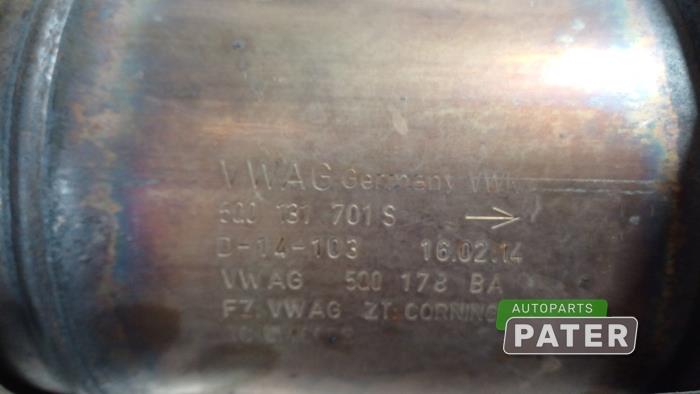 VWAG Germany
5Q0 131 701 S →
D-14-103 16.02.14
VWAG 5Q0 178 BA
FZ.VWAG ZT.CORNING
AUTOPARTS
PATER